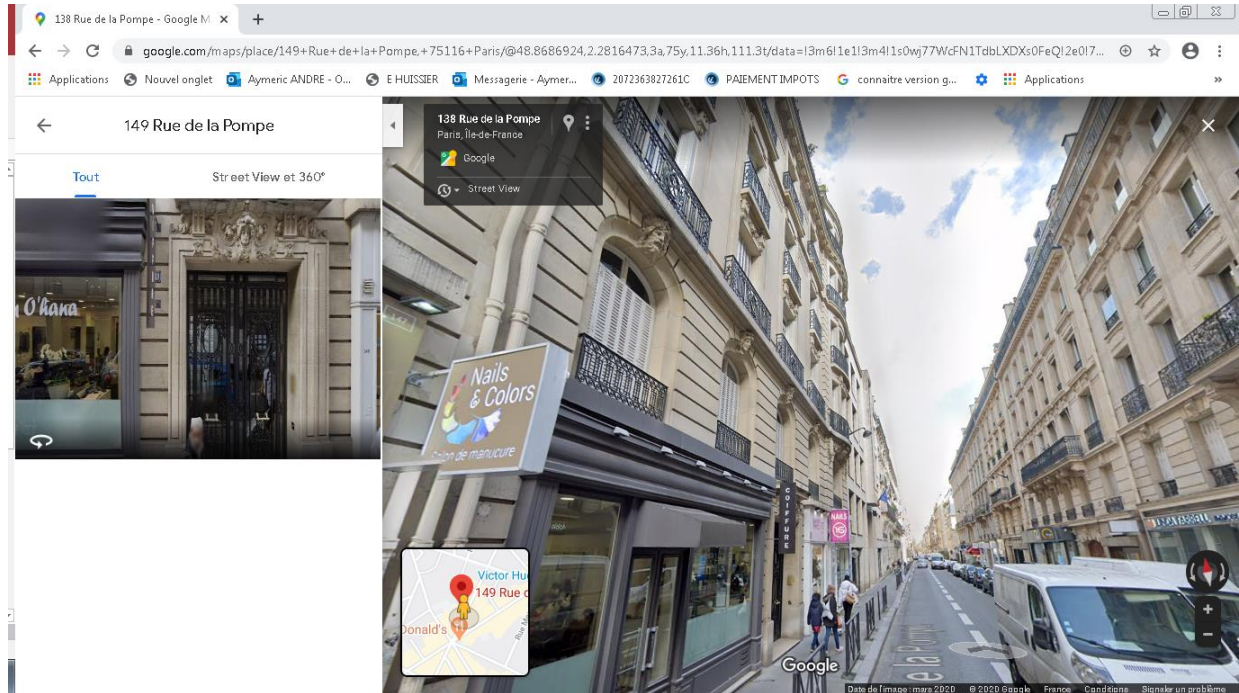 138 Rue de la Pompe - Google M
google.com/maps/place/149+Rue+de+la+Pompe,+75116+Paris/@48.8686924,2.2816473,3a,75y,11.36h,111.3t/data=!3m6!1e1!3m4!1s0wj77WcFN1TdbLXDXs0FeQ!2e0!7...
Applications Nouvel onglet Aymeric ANDRE - O... E HUISSIER Messagerie - Aymer... 2072363827261C PAIEMENT IMPOTS connaitre version g... Applications »
149 Rue de la Pompe
Tout Street View et 360°
O'hana
138 Rue de la Pompe
Paris, Île-de-France
Google
Street View
Nails
& Colors
Salon de manucure
COIFFURE
NAILS
16
Victor Hu
149 Rue d
Donald's
Rue M
e la Pompe
Google
Date de l'image : mars 2020 © 2020 Google France Conditions Signaler un problème